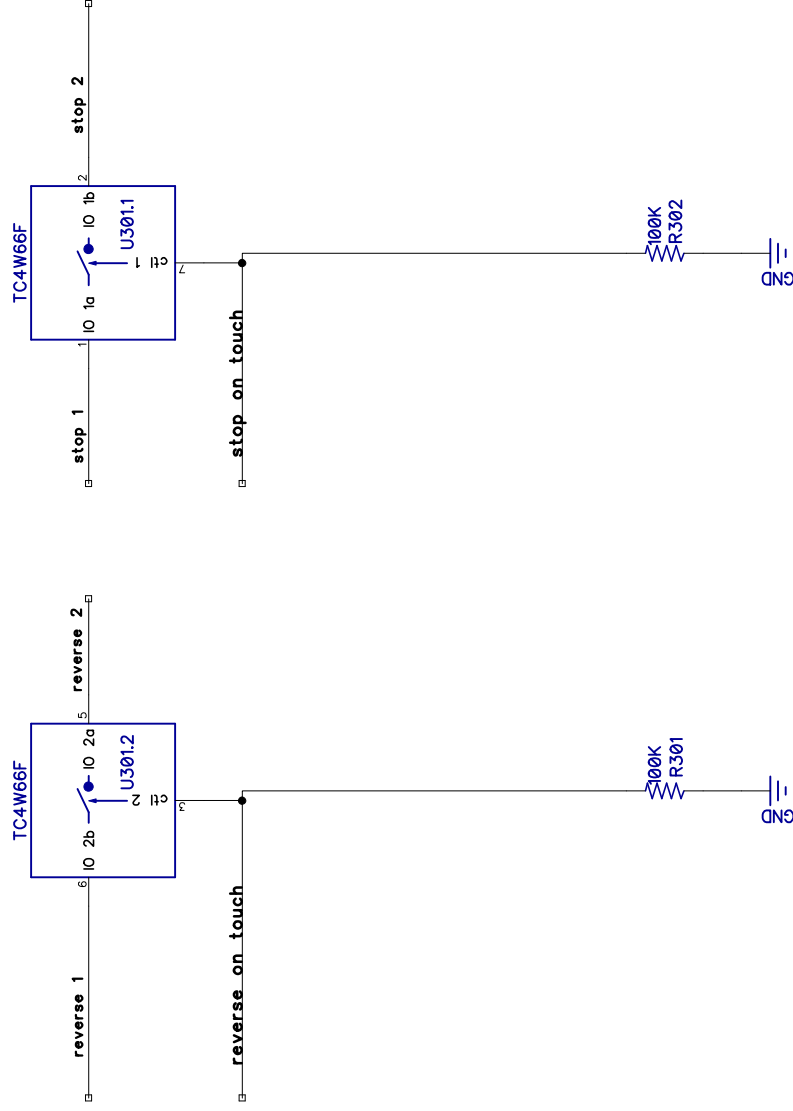 TC4W66F
reverse 1
6
IO 2b
IO 2a
5
reverse 2
U301.2
ctl 2
3
reverse on touch
100K
R301
GND
TC4W66F
stop 1
1
IO 1a
IO 1b
2
stop 2
U301.1
ctl 1
7
stop on touch
100K
R302
GND